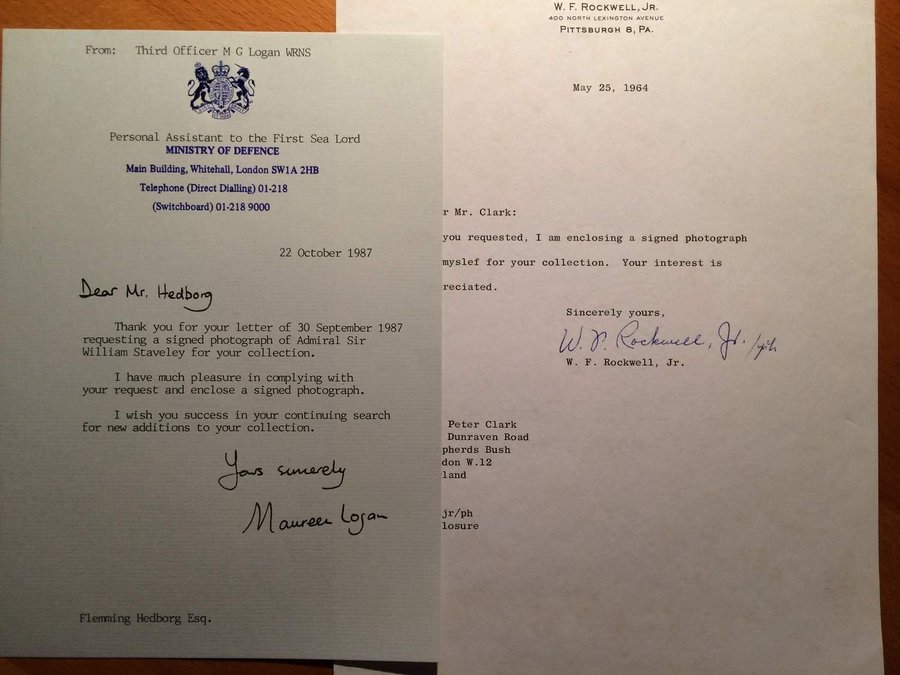 From: Third Officer M G Logan WRNS
Personal Assistant to the First Sea Lord
MINISTRY OF DEFENCE
Main Building, Whitehall, London SW1A 2HB
Telephone (Direct Dialling) 01-218
(Switchboard) 01-218 9000
22 October 1987
Dear Mr. Hedborg
Thank you for your letter of 30 September 1987
requesting a signed photograph of Admiral Sir
William Staveley for your collection.
I have much pleasure in complying with
your request and enclose a signed photograph.
I wish you success in your continuing search
for new additions to your collection.
Yours sincerely
Maureen Logan
Flemming Hedborg Esq.
W. F. ROCKWELL, JR.
400 NORTH LEXINGTON AVENUE
PITTSBURGH 8, PA.
May 25, 1964
r Mr. Clark:
you requested, I am enclosing a signed photograph
myslef for your collection. Your interest is
reciated.
Sincerely yours,
W. F. Rockwell, Jr. /ph
W. F. Rockwell, Jr.
Peter Clark
Dunraven Road
pherds Bush
don W.12
land
jr/ph
losure